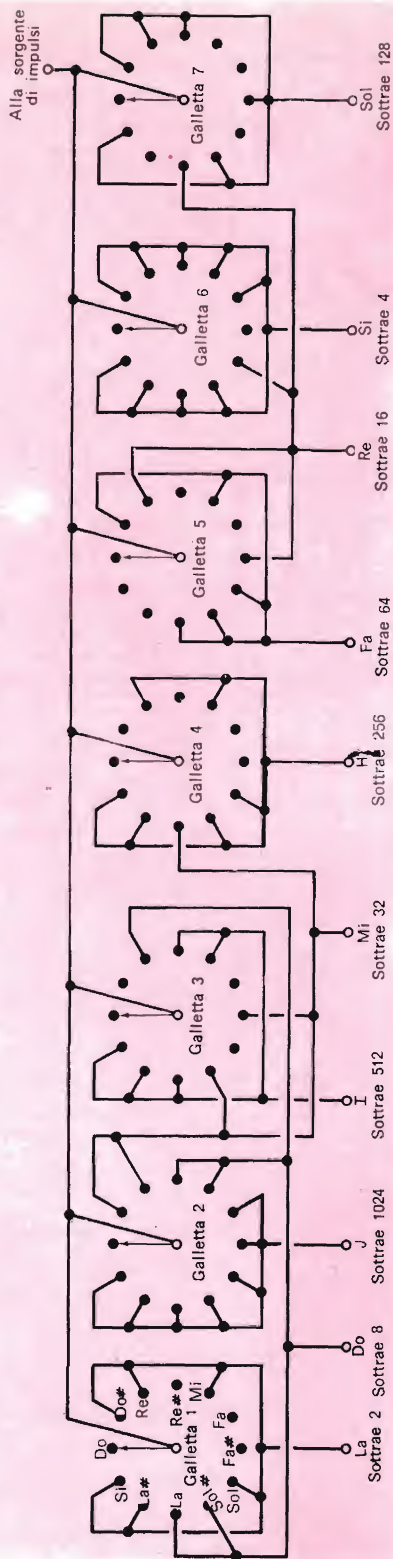 Alla sorgente
di impulsi
Do
Do#
Re
Re#
Mi
Fa
Fa#
Sol
Sol#
La
La#
Si
Galletta 1
Galletta 2
Galletta 3
Galletta 4
Galletta 5
Galletta 6
Galletta 7
La
Sottrae 2
Do
Sottrae 8
J
Sottrae 1024
I
Sottrae 512
Mi
Sottrae 32
H
Sottrae 256
Fa
Sottrae 64
Re
Sottrae 16
Si
Sottrae 4
Sol
Sottrae 128